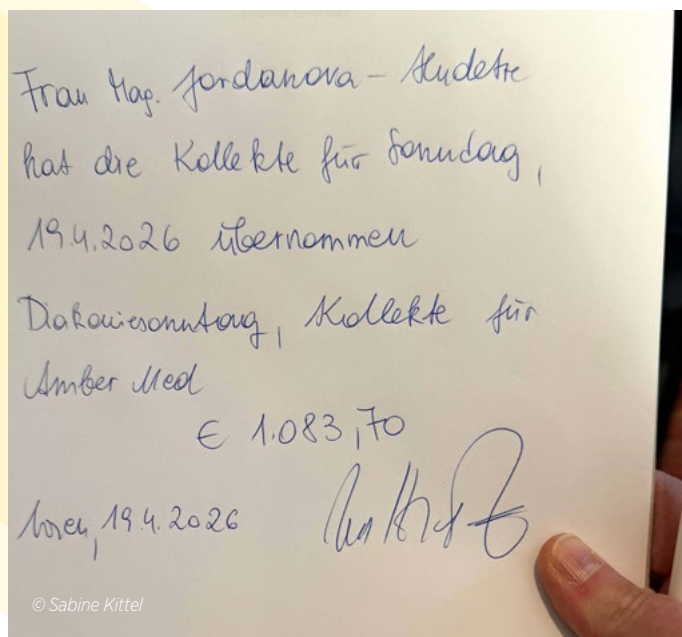 Frau Mag. Jordanova - Hudetz
hat die Kollekte für Sonntag,
19.4.2026 übernommen
Diakoniesonntag, Kollekte für
Amber Med
€ 1.083,70
Wien, 19.4.2026
© Sabine Kittel